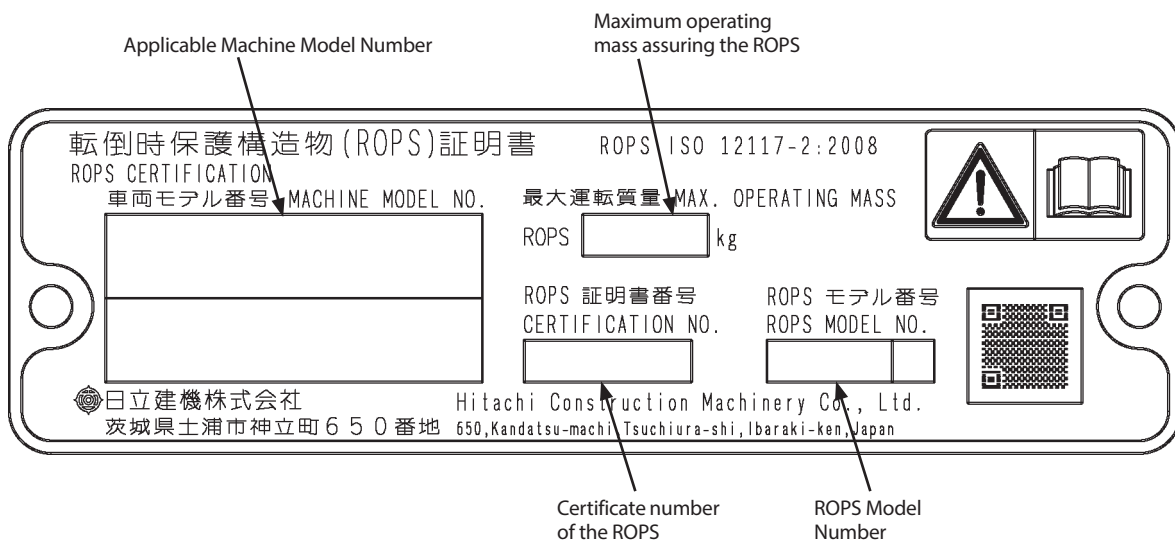 Applicable Machine Model Number
Maximum operating
mass assuring the ROPS
転倒時保護構造物(ROPS)証明書
ROPS ISO 12117-2:2008
ROPS CERTIFICATION
車両モデル番号 MACHINE MODEL NO.
最大運転質量 MAX. OPERATING MASS
ROPS kg
ROPS 証明書番号
CERTIFICATION NO.
ROPS モデル番号
ROPS MODEL NO.
日立建機株式会社
Hitachi Construction Machinery Co., Ltd.
茨城県土浦市神立町650番地
650,Kandatsu-machi,Tsuchiura-shi,Ibaraki-ken,Japan
Certificate number
of the ROPS
ROPS Model
Number